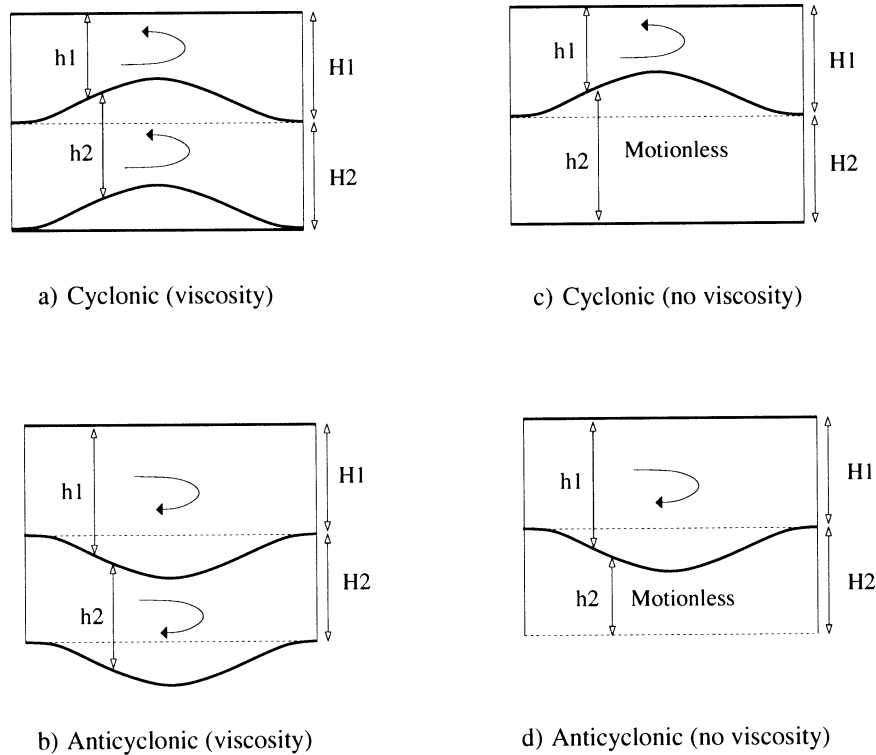 h1
H1
h2
H2
a) Cyclonic (viscosity)
h1
H1
h2
Motionless
H2
c) Cyclonic (no viscosity)
h1
H1
h2
H2
b) Anticyclonic (viscosity)
h1
H1
h2
Motionless
H2
d) Anticyclonic (no viscosity)